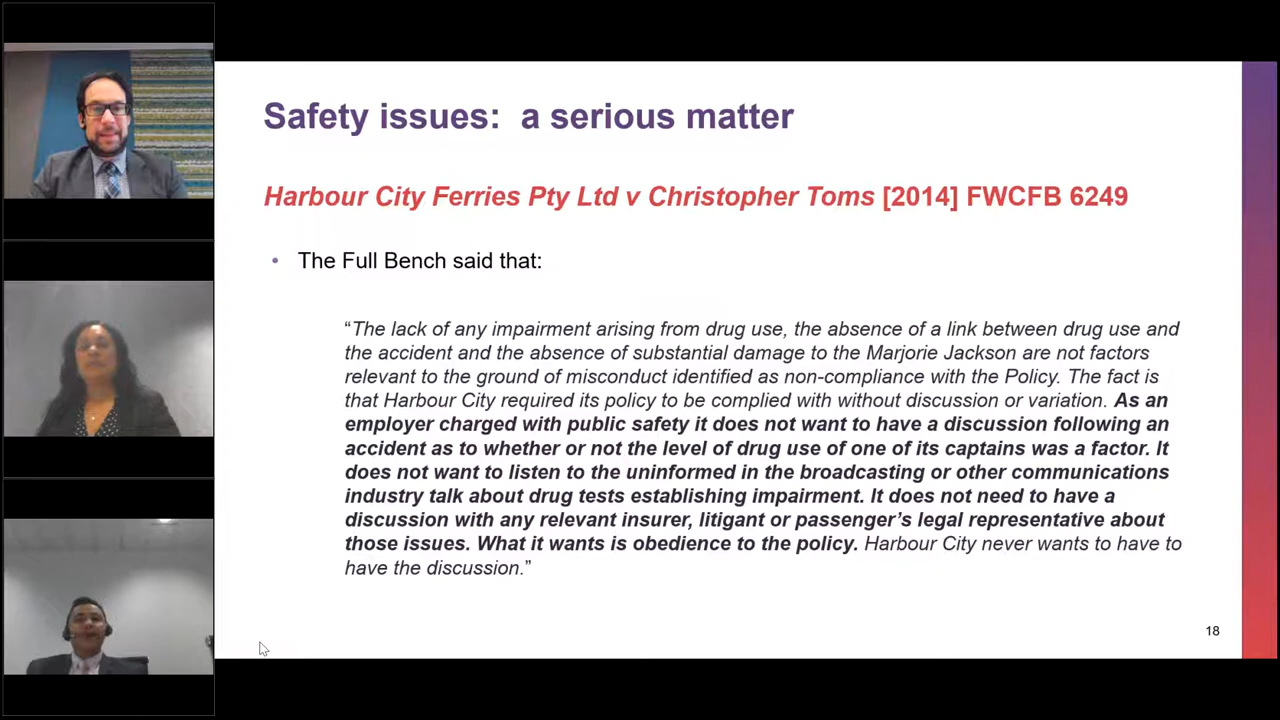 Safety issues:  a serious matter
Harbour City Ferries Pty Ltd v Christopher Toms [2014] FWCFB 6249
• The Full Bench said that:
“The lack of any impairment arising from drug use, the absence of a link between drug use and
the accident and the absence of substantial damage to the Marjorie Jackson are not factors
relevant to the ground of misconduct identified as non-compliance with the Policy. The fact is
that Harbour City required its policy to be complied with without discussion or variation. As an
employer charged with public safety it does not want to have a discussion following an
accident as to whether or not the level of drug use of one of its captains was a factor. It
does not want to listen to the uninformed in the broadcasting or other communications
industry talk about drug tests establishing impairment. It does not need to have a
discussion with any relevant insurer, litigant or passenger’s legal representative about
those issues. What it wants is obedience to the policy. Harbour City never wants to have to
have the discussion.”
18